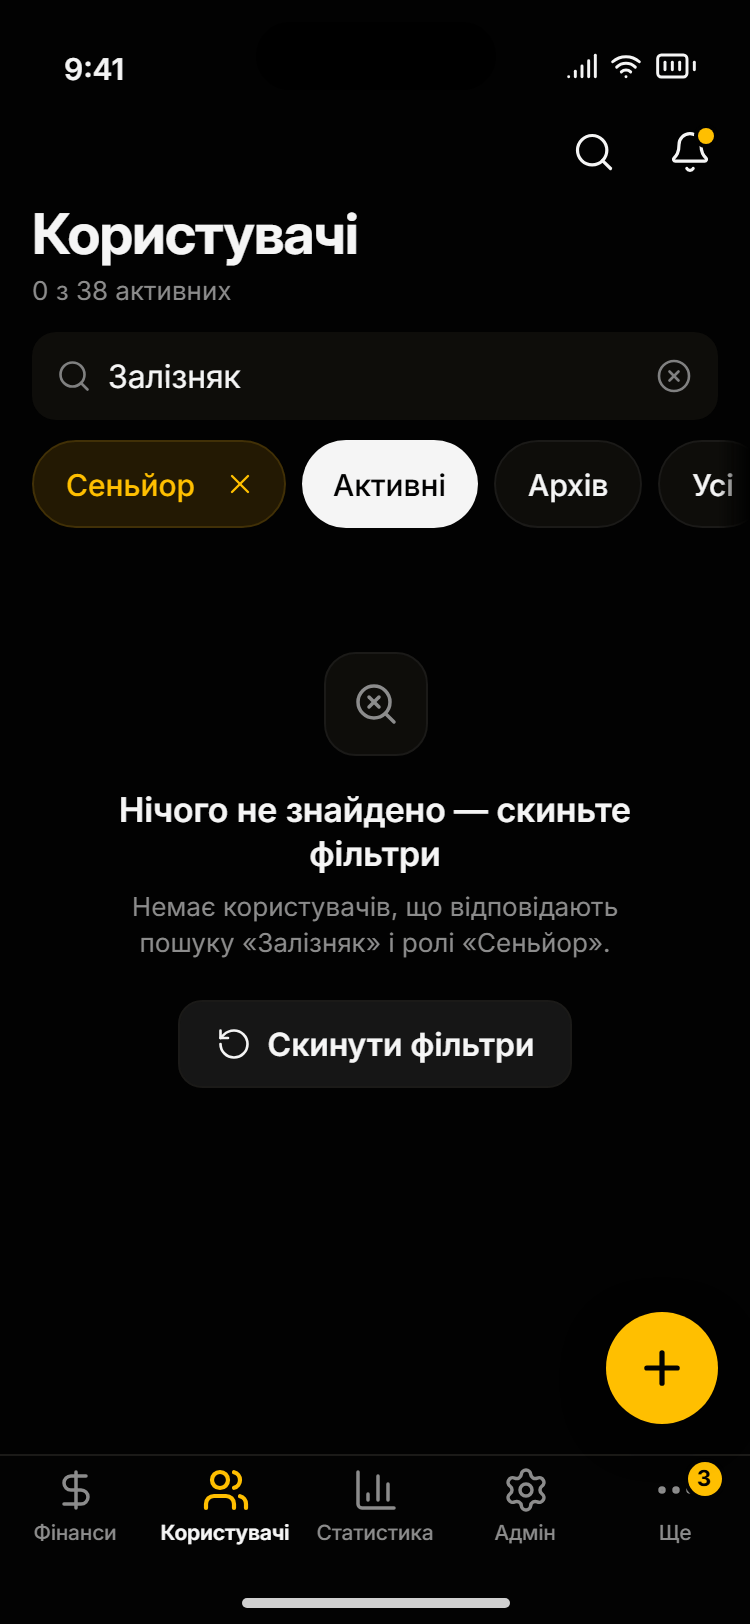 9:41
Користувачі
0 з 38 активних
Залізняк
Сеньйор
Активні
Архів
Усі
Нічого не знайдено — скиньте
фільтри
Немає користувачів, що відповідають
пошуку «Залізняк» і ролі «Сеньйор».
Скинути фільтри
3
Фінанси
Користувачі
Статистика
Адмін
Ще